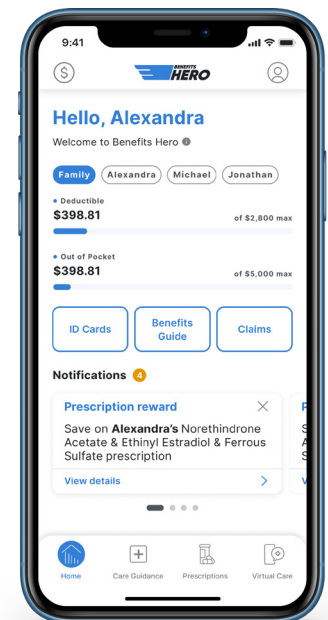 9:41
$
BENEFITS
HERO
Hello, Alexandra
Welcome to Benefits Hero
Family Alexandra Michael Jonathan
Deductible
$398.81 of $2,800 max
Out of Pocket
$398.81 of $5,000 max
ID Cards Benefits Guide Claims
Notifications 4
Prescription reward
Save on Alexandra's Norethindrone
Acetate & Ethinyl Estradiol & Ferrous
Sulfate prescription
View details
Home Care Guidance Prescriptions Virtual Care